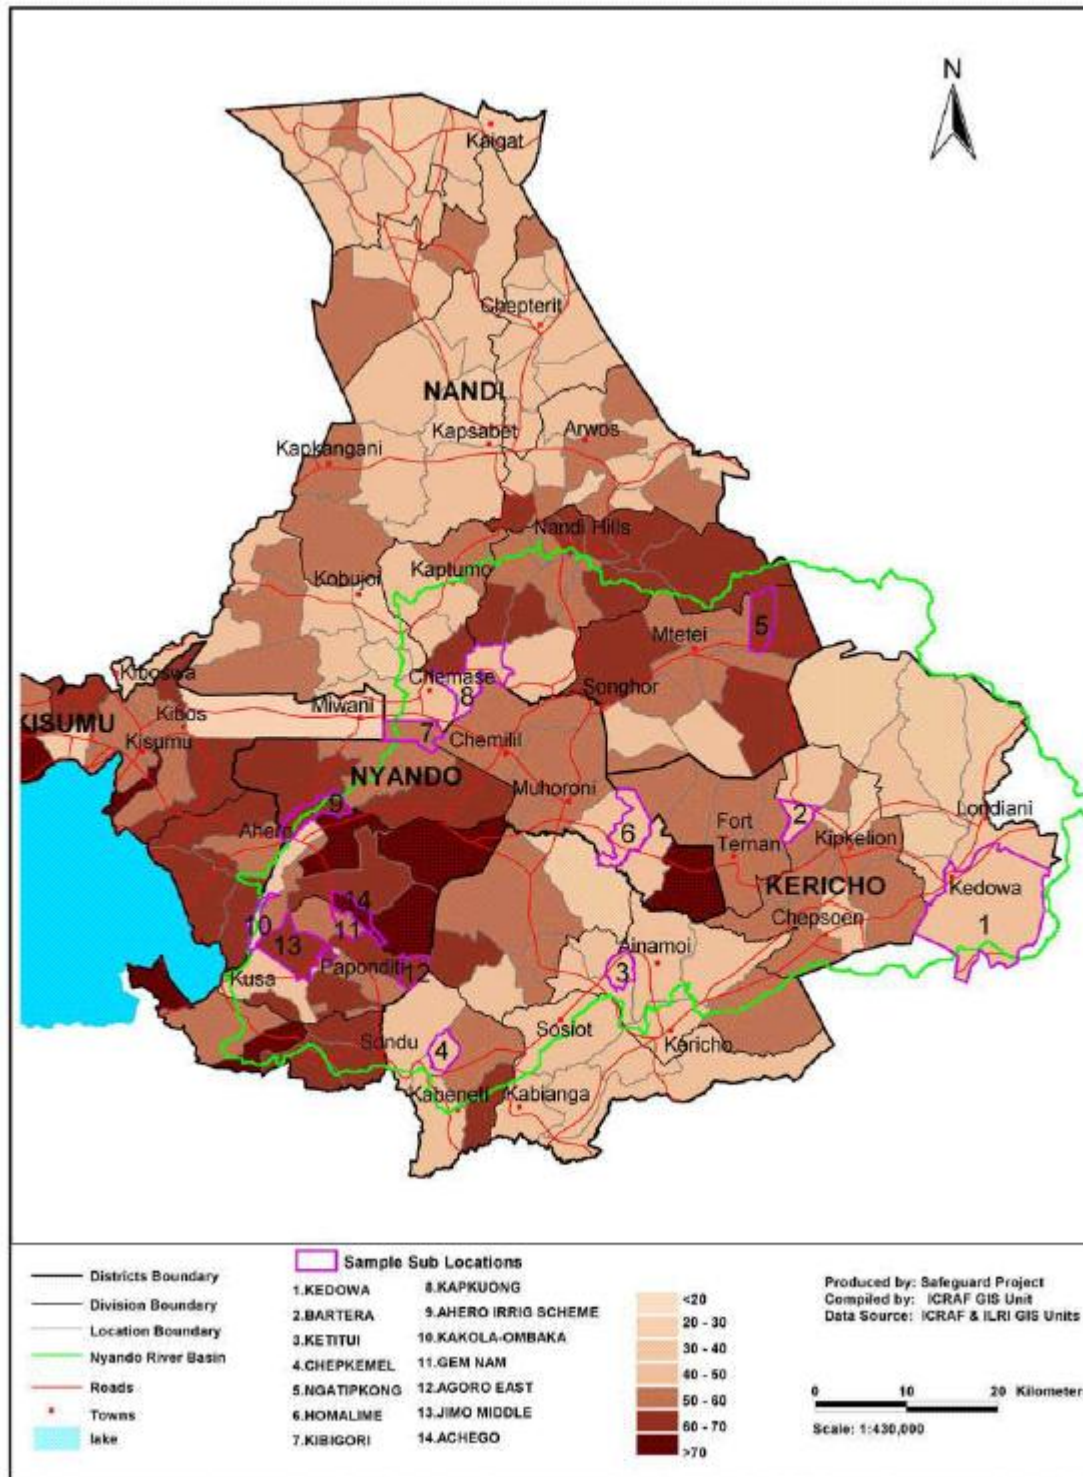 N
Kaigat
Chepterit
NANDI
Kapsabet
Arwos
Kapkangani
Nandi Hills
Kaptumo
Kobujoi
Mtetei
5
Kiboswa
Chemase
8
Songhor
KISUMU
Kibos
Miwani
7
Kisumu
Chemilil
NYANDO
Muhoroni
9
Ahero
6
Fort
Ternan
2
Kipkelion
Londiani
KERICHO
Kedowa
1
14
10
11
13
Chepsoen
Ainamoi
Paponditi
12
3
Kusa
Sosiot
Kericho
Sondu
4
Kabeneti
Kabianga
Districts Boundary
Division Boundary
Location Boundary
Nyando River Basin
Roads
Towns
lake
Sample Sub Locations
1.KEDOWA
2.BARTERA
3.KETITUI
4.CHEPKEMEL
5.NGATIPKONG
6.HOMALIME
7.KIBIGORI
8.KAPKUONG
9.AHERO IRRIG SCHEME
10.KAKOLA-OMBAKA
11.GEM NAM
12.AGORO EAST
13.JIMO MIDDLE
14.ACHEGO
<20
20 - 30
30 - 40
40 - 50
50 - 60
60 - 70
>70
Produced by: Safeguard Project
Compiled by: ICRAF GIS Unit
Data Source: ICRAF & ILRI GIS Units
0 10 20 Kilometer
Scale: 1:430,000